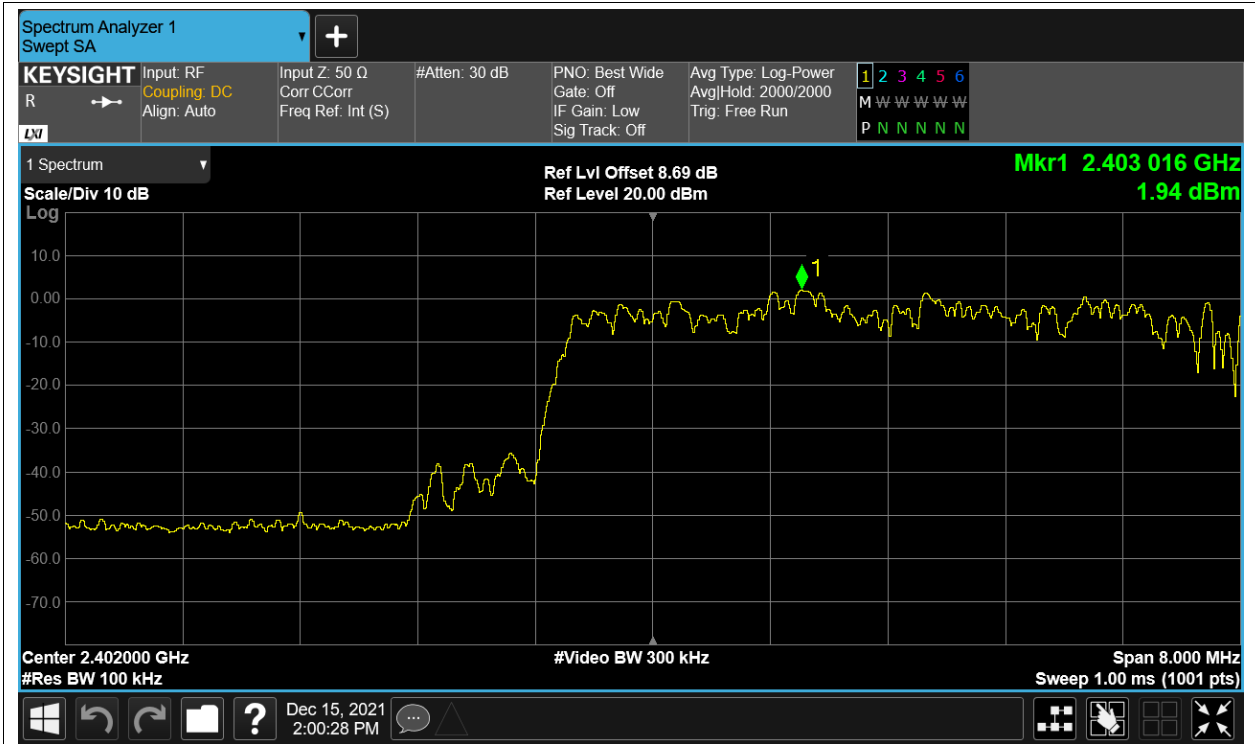 Spectrum Analyzer 1
Swept SA
KEYSIGHT
R
LXI
Input: RF
Coupling: DC
Align: Auto
Input Z: 50 Ω
Corr CCorr
Freq Ref: Int (S)
#Atten: 30 dB
PNO: Best Wide
Gate: Off
IF Gain: Low
Sig Track: Off
Avg Type: Log-Power
Avg|Hold: 2000/2000
Trig: Free Run
1 2 3 4 5 6
M W W W W W
P N N N N N
1 Spectrum
Scale/Div 10 dB
Log
Ref Lvl Offset 8.69 dB
Ref Level 20.00 dBm
Mkr1 2.403 016 GHz
1.94 dBm
1
10.0
0.00
-10.0
-20.0
-30.0
-40.0
-50.0
-60.0
-70.0
Center 2.402000 GHz
#Res BW 100 kHz
#Video BW 300 kHz
Span 8.000 MHz
Sweep 1.00 ms (1001 pts)
?
Dec 15, 2021
2:00:28 PM